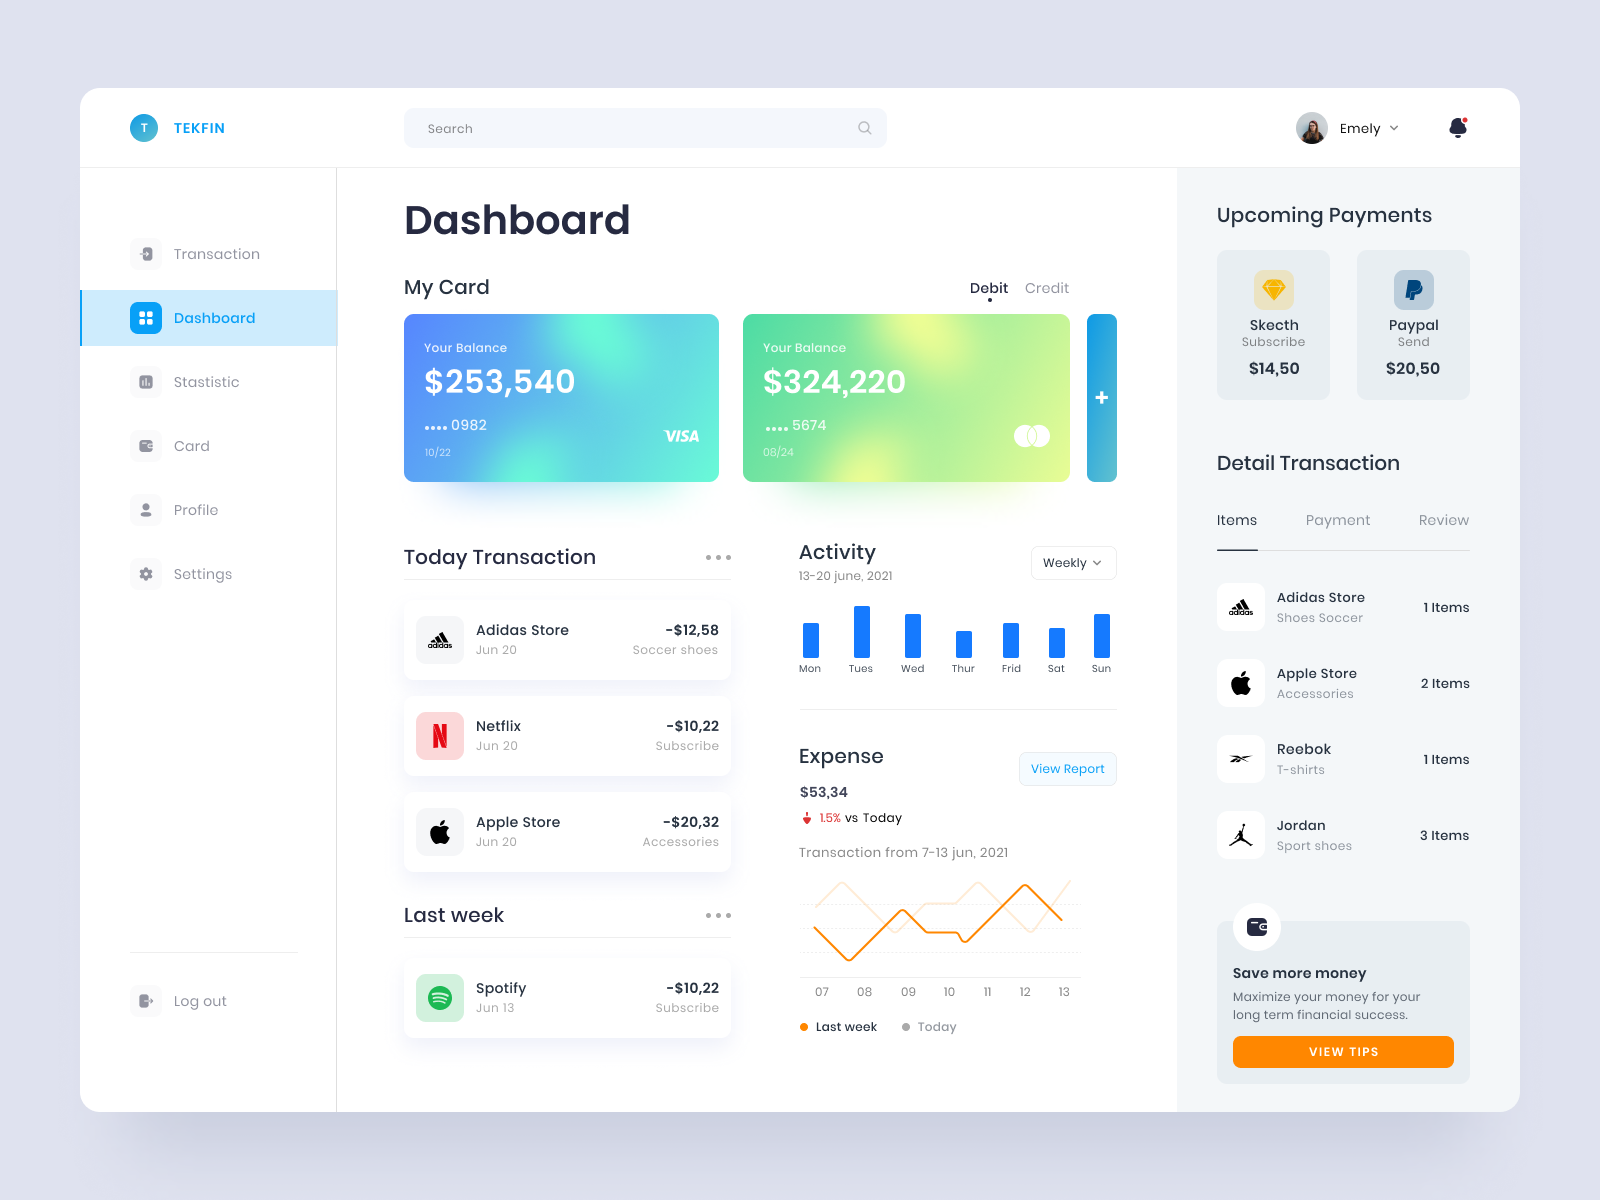 T
TEKFIN
Search
Emely
Transaction
Dashboard
Stastistic
Card
Profile
Settings
Log out
Dashboard
My Card
Debit
Credit
Your Balance
$253,540
•••• 0982
10/22
VISA
Your Balance
$324,220
•••• 5674
08/24
+
Today Transaction
Adidas Store
-$12,58
Jun 20
Soccer shoes
adidas
Netflix
-$10,22
Jun 20
Subscribe
N
Apple Store
-$20,32
Jun 20
Accessories
Last week
Spotify
-$10,22
Jun 13
Subscribe
Activity
13-20 june, 2021
Weekly
Mon Tues Wed Thur Frid Sat Sun
Expense
View Report
$53,34
1.5% vs Today
Transaction from 7-13 jun, 2021
07 08 09 10 11 12 13
Last week
Today
Upcoming Payments
Skecth
Subscribe
$14,50
Paypal
Send
$20,50
Detail Transaction
Items
Payment
Review
adidas
Adidas Store
Shoes Soccer
1 Items
Apple Store
Accessories
2 Items
Reebok
T-shirts
1 Items
Jordan
Sport shoes
3 Items
Save more money
Maximize your money for your
long term financial success.
VIEW TIPS